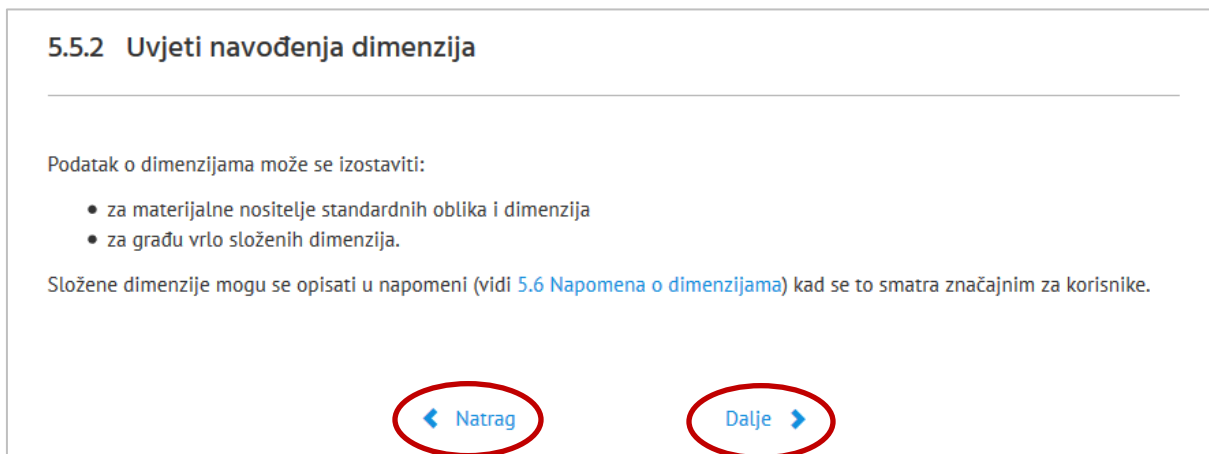 5.5.2 Uvjeti navođenja dimenzija
Podatak o dimenzijama može se izostaviti:
• za materijalne nositelje standardnih oblika i dimenzija
• za građu vrlo složenih dimenzija.
Složene dimenzije mogu se opisati u napomeni (vidi 5.6 Napomena o dimenzijama) kad se to smatra značajnim za korisnike.
Natrag Dalje